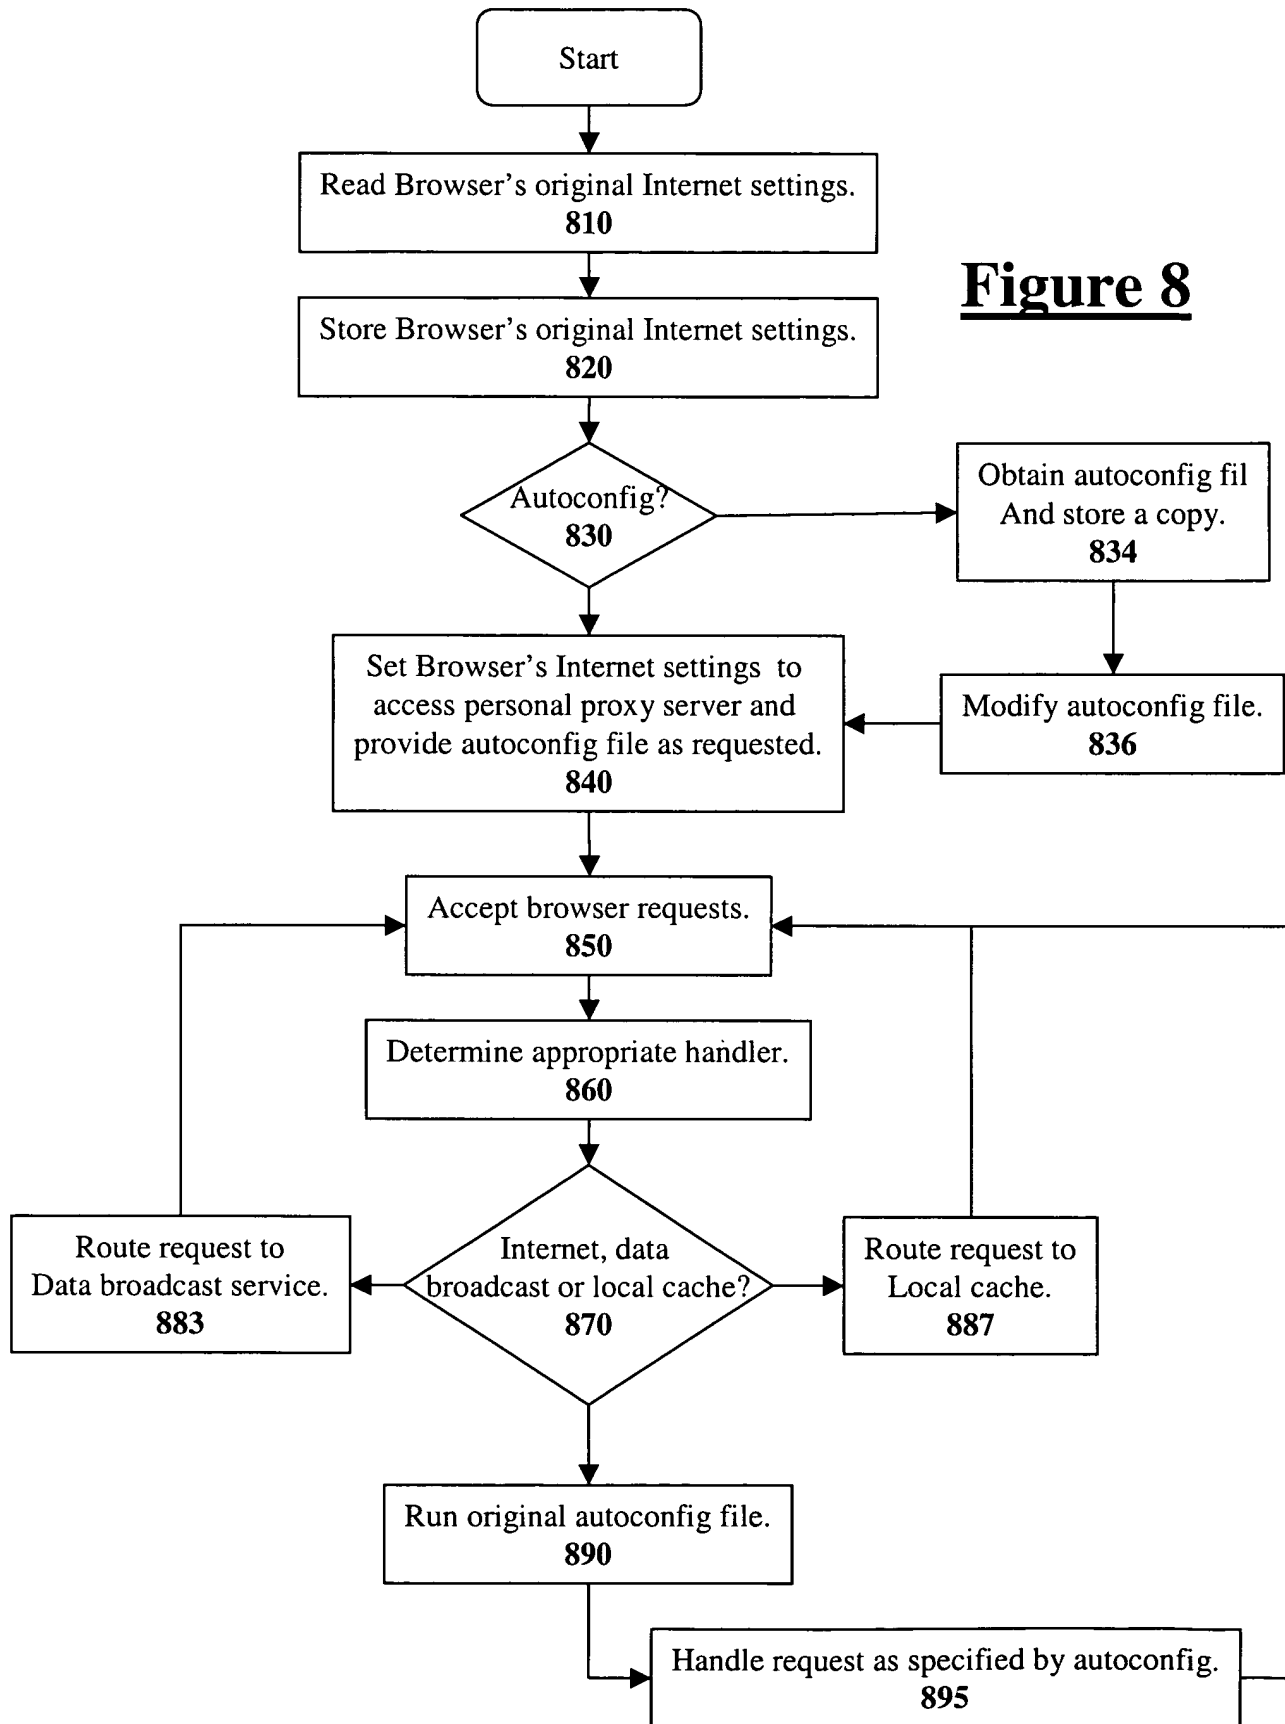 Start
Read Browser's original Internet settings.
810
Figure 8
Store Browser's original Internet settings.
820
Autoconfig?
830
Obtain autoconfig fil
And store a copy.
834
Set Browser's Internet settings to
access personal proxy server and
provide autoconfig file as requested.
840
Modify autoconfig file.
836
Accept browser requests.
850
Determine appropriate handler.
860
Route request to
Data broadcast service.
883
Internet, data
broadcast or local cache?
870
Route request to
Local cache.
887
Run original autoconfig file.
890
Handle request as specified by autoconfig.
895